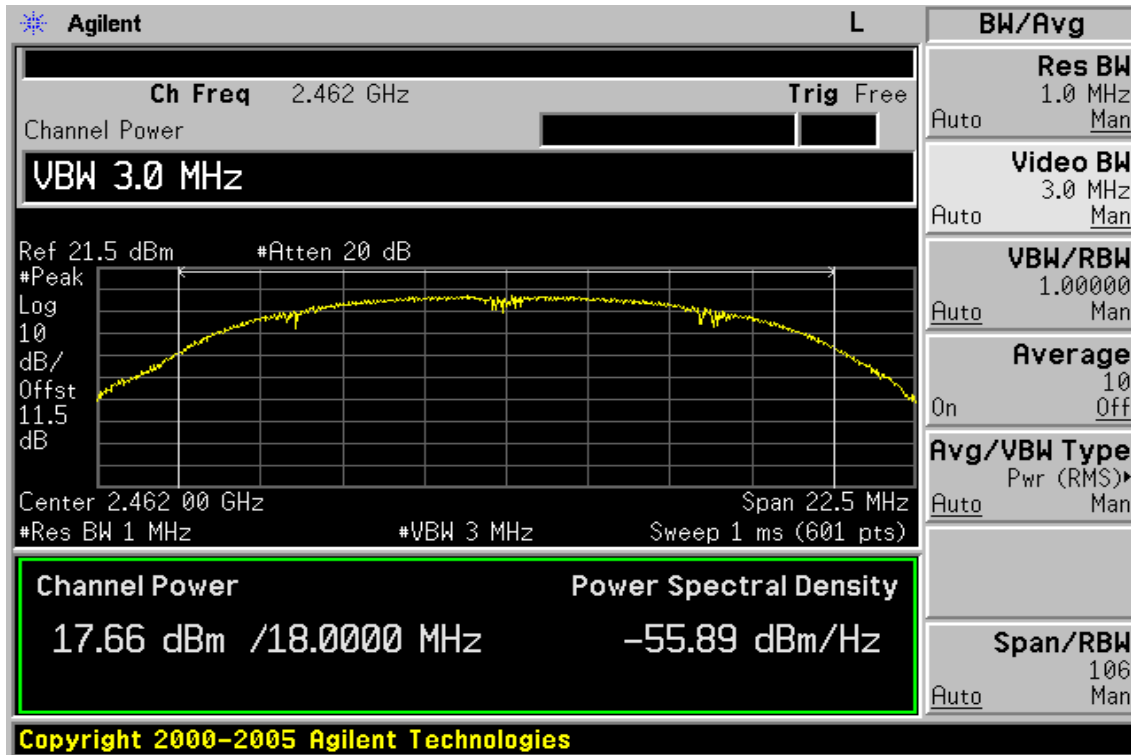 Agilent L BW/Avg
Ch Freq 2.462 GHz Trig Free
Channel Power
VBW 3.0 MHz
Ref 21.5 dBm #Atten 20 dB
#Peak
Log
10
dB/
Offst
11.5
dB
Center 2.462 00 GHz Span 22.5 MHz
#Res BW 1 MHz #VBW 3 MHz Sweep 1 ms (601 pts)
Channel Power Power Spectral Density
17.66 dBm /18.0000 MHz -55.89 dBm/Hz
Res BW
1.0 MHz
Auto Man
Video BW
3.0 MHz
Auto Man
VBW/RBW
1.00000
Auto Man
Average
10
On Off
Avg/VBW Type
Pwr (RMS)▸
Auto Man
Span/RBW
106
Auto Man
Copyright 2000-2005 Agilent Technologies